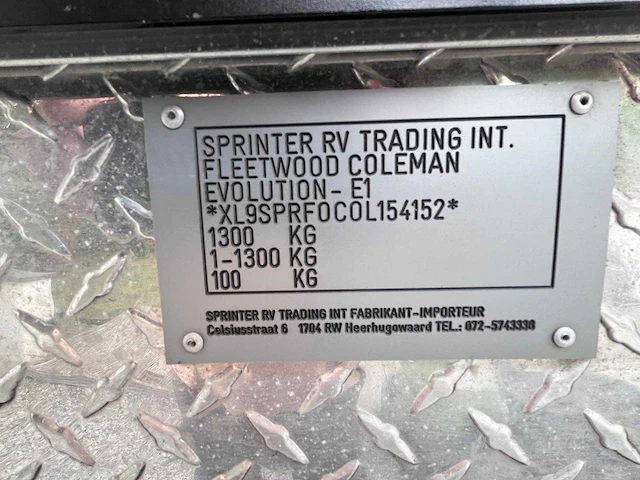 SPRINTER RV TRADING INT.
FLEETWOOD COLEMAN
EVOLUTION- E1
*XL9SPRFOCOL154152*
1300 KG
1-1300 KG
100 KG
SPRINTER RV TRADING INT FABRIKANT-IMPORTEUR
Celsiusstraat 6 1704 RW Heerhugowaard TEL.: 072-5743338